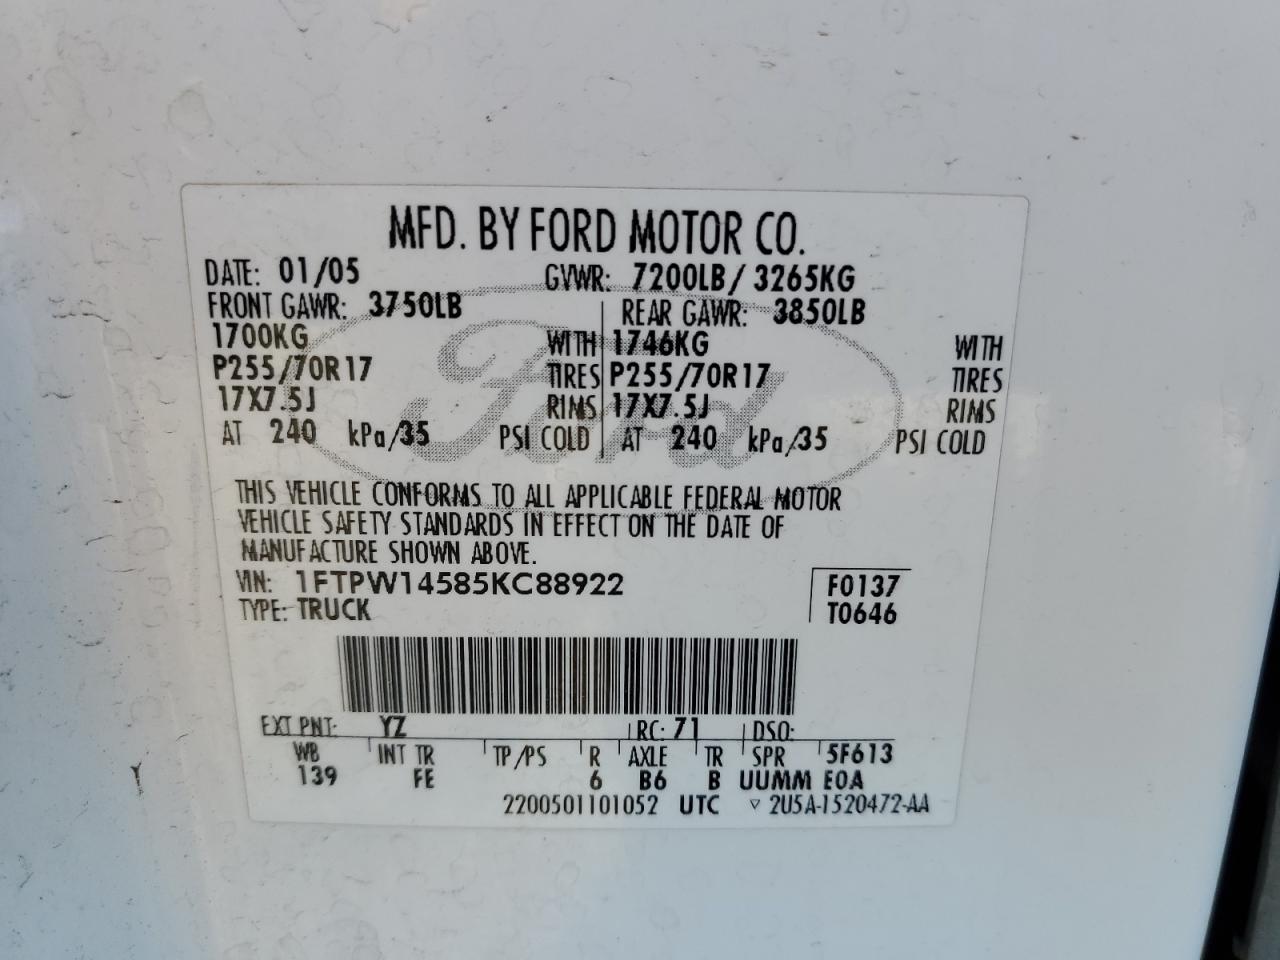 MFD. BY FORD MOTOR CO.
DATE: 01/05 GVWR: 7200LB/ 3265KG
FRONT GAWR: 3750LB REAR GAWR: 3850LB
1700KG WITH 1746KG WITH
P255/70R17 TIRES P255/70R17 TIRES
17X7.5J RIMS 17X7.5J RIMS
AT 240 kPa/35 PSI COLD AT 240 kPa/35 PSI COLD
Ford
THIS VEHICLE CONFORMS TO ALL APPLICABLE FEDERAL MOTOR
VEHICLE SAFETY STANDARDS IN EFFECT ON THE DATE OF
MANUFACTURE SHOWN ABOVE.
VIN: 1FTPW14585KC88922 F0137
TYPE: TRUCK T0646
EXT PNT: YZ RC: 71 DSO:
WB INT TR TP/PS R AXLE TR SPR 5F613
139 FE 6 B6 B UUMM EOA
2200501101052 UTC ▽ 2U5A-1520472-AA